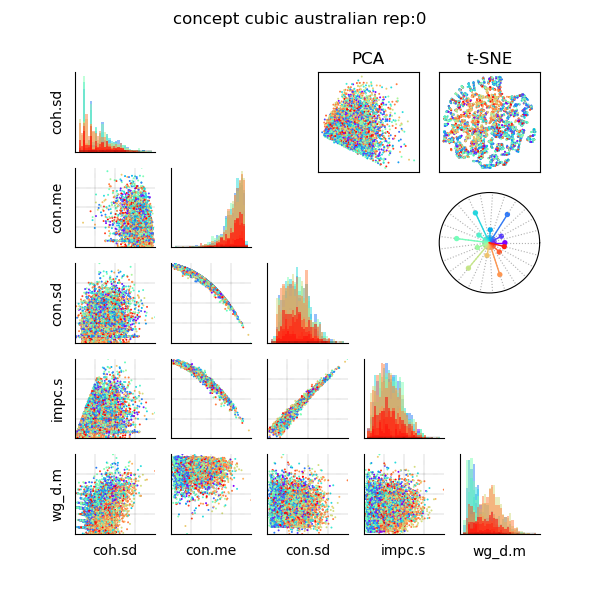 concept cubic australian rep:0
PCA
t-SNE
coh.sd
con.me
con.sd
impc.s
wg_d.m
coh.sd
con.me
con.sd
impc.s
wg_d.m